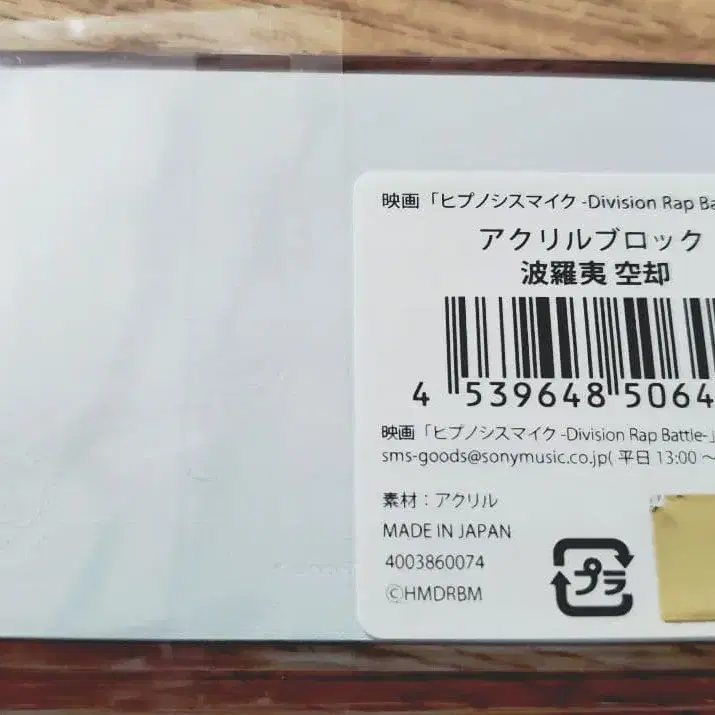 映画「ヒプノシスマイク -Division Rap Ba
アクリルブロック
波羅夷 空却
4 539648 5064
映画「ヒプノシスマイク -Division Rap Battle-」
sms-goods@sonymusic.co.jp( 平日 13:00 ～
素材：アクリル
MADE IN JAPAN
4003860074
ⒸHMDRBM
プラ